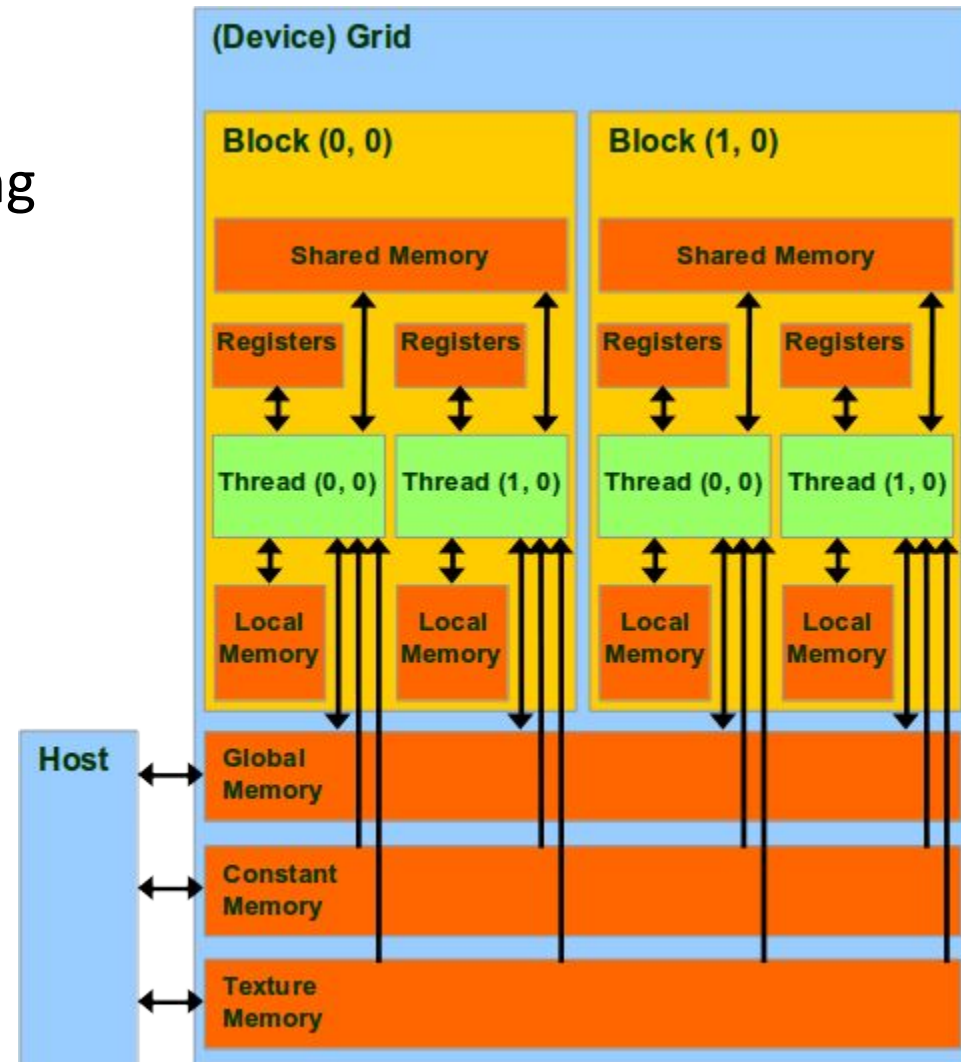 (Device) Grid
ng
Block (0, 0)
Block (1, 0)
Shared Memory
Shared Memory
Registers
Registers
Registers
Registers
Thread (0, 0)
Thread (1, 0)
Thread (0, 0)
Thread (1, 0)
Local
Memory
Local
Memory
Local
Memory
Local
Memory
Host
Global
Memory
Constant
Memory
Texture
Memory